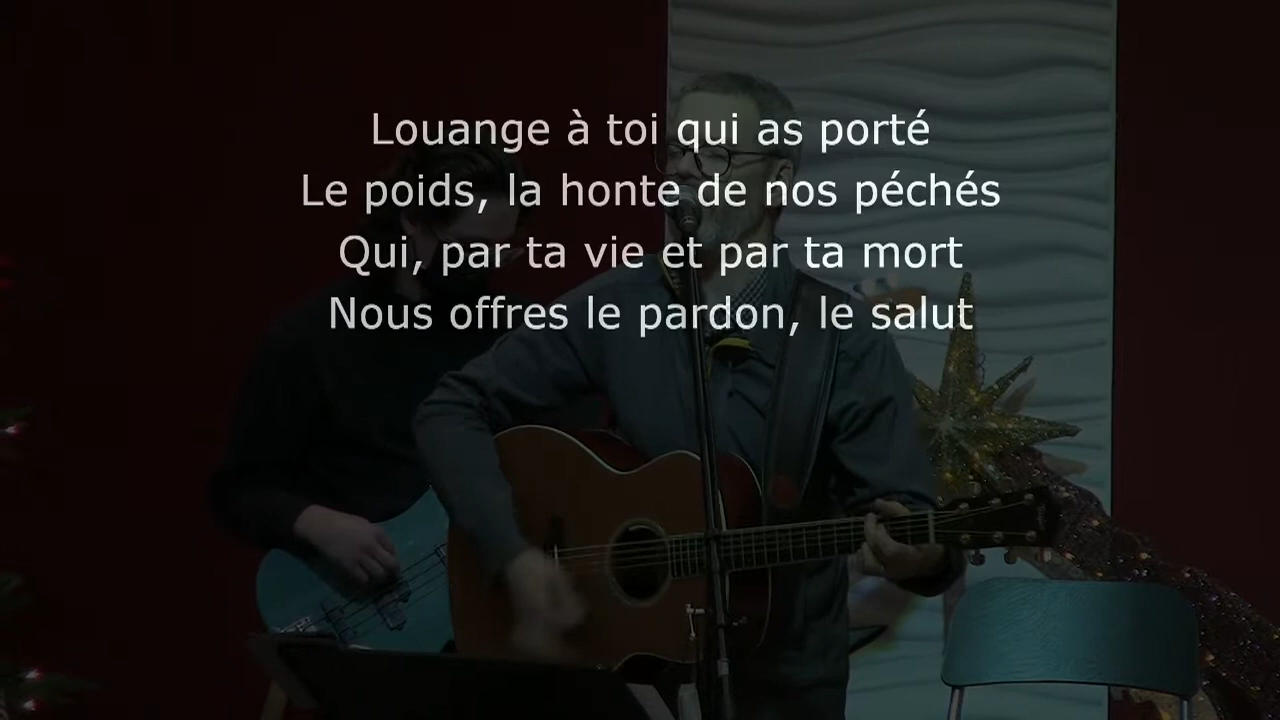 Louange à toi qui as porté
Le poids, la honte de nos péchés
Qui, par ta vie et par ta mort
Nous offres le pardon, le salut